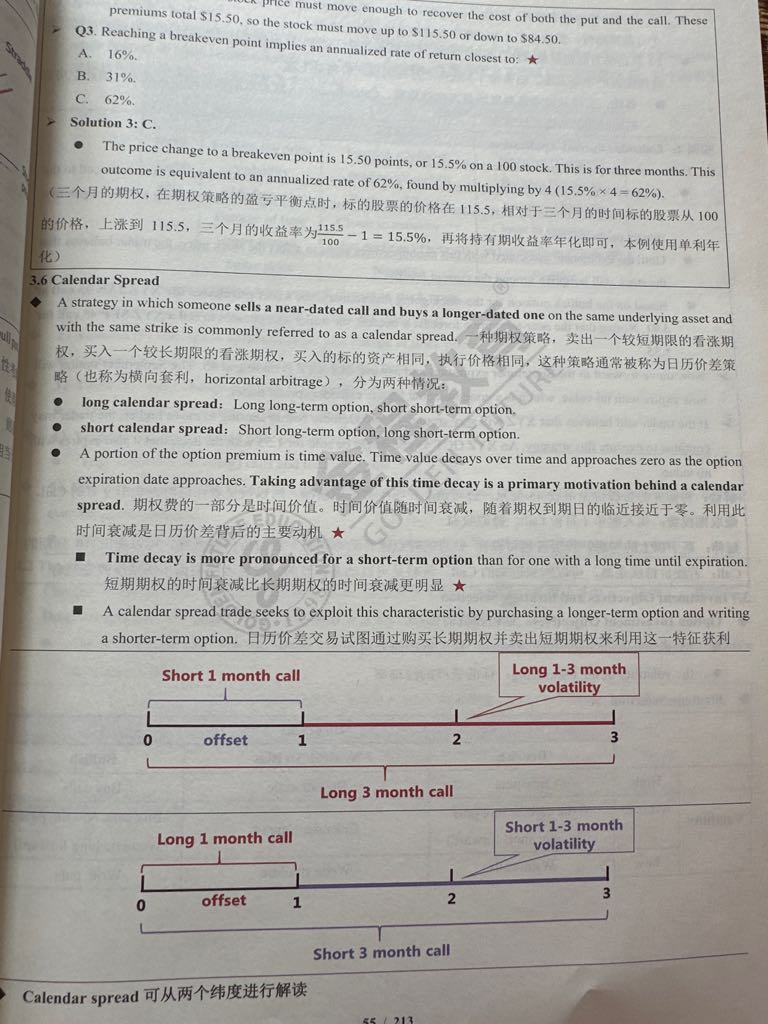 price must move enough to recover the cost of both the put and the call. These
premiums total $15.50, so the stock must move up to $115.50 or down to $84.50.
➢ Q3. Reaching a breakeven point implies an annualized rate of return closest to: ★
A. 16%.
B. 31%.
C. 62%.
➢ Solution 3: C.
● The price change to a breakeven point is 15.50 points, or 15.5% on a 100 stock. This is for three months. This
outcome is equivalent to an annualized rate of 62%, found by multiplying by 4 (15.5% × 4 = 62%).
（三个月的期权，在期权策略的盈亏平衡点时，标的股票的价格在 115.5，相对于三个月的时间标的股票从 100
的价格，上涨到 115.5，三个月的收益率为115.5/100 − 1 = 15.5%，再将持有期收益率年化即可，本例使用单利年
化）
3.6 Calendar Spread
◆ A strategy in which someone sells a near-dated call and buys a longer-dated one on the same underlying asset and
with the same strike is commonly referred to as a calendar spread. 一种期权策略，卖出一个较短期限的看涨期
权，买入一个较长期限的看涨期权，买入的标的资产相同，执行价格相同，这种策略通常被称为日历价差策
略（也称为横向套利，horizontal arbitrage），分为两种情况：
● long calendar spread：Long long-term option, short short-term option.
● short calendar spread：Short long-term option, long short-term option.
● A portion of the option premium is time value. Time value decays over time and approaches zero as the option
expiration date approaches. Taking advantage of this time decay is a primary motivation behind a calendar
spread. 期权费的一部分是时间价值。时间价值随时间衰减，随着期权到期日的临近接近于零。利用此
时间衰减是日历价差背后的主要动机 ★
■ Time decay is more pronounced for a short-term option than for one with a long time until expiration.
短期期权的时间衰减比长期期权的时间衰减更明显 ★
■ A calendar spread trade seeks to exploit this characteristic by purchasing a longer-term option and writing
a shorter-term option. 日历价差交易试图通过购买长期期权并卖出短期期权来利用这一特征获利
Short 1 month call
Long 1-3 month
volatility
0 offset 1 2 3
Long 3 month call
Long 1 month call
Short 1-3 month
volatility
0 offset 1 2 3
Short 3 month call
Calendar spread 可从两个纬度进行解读
55 / 213